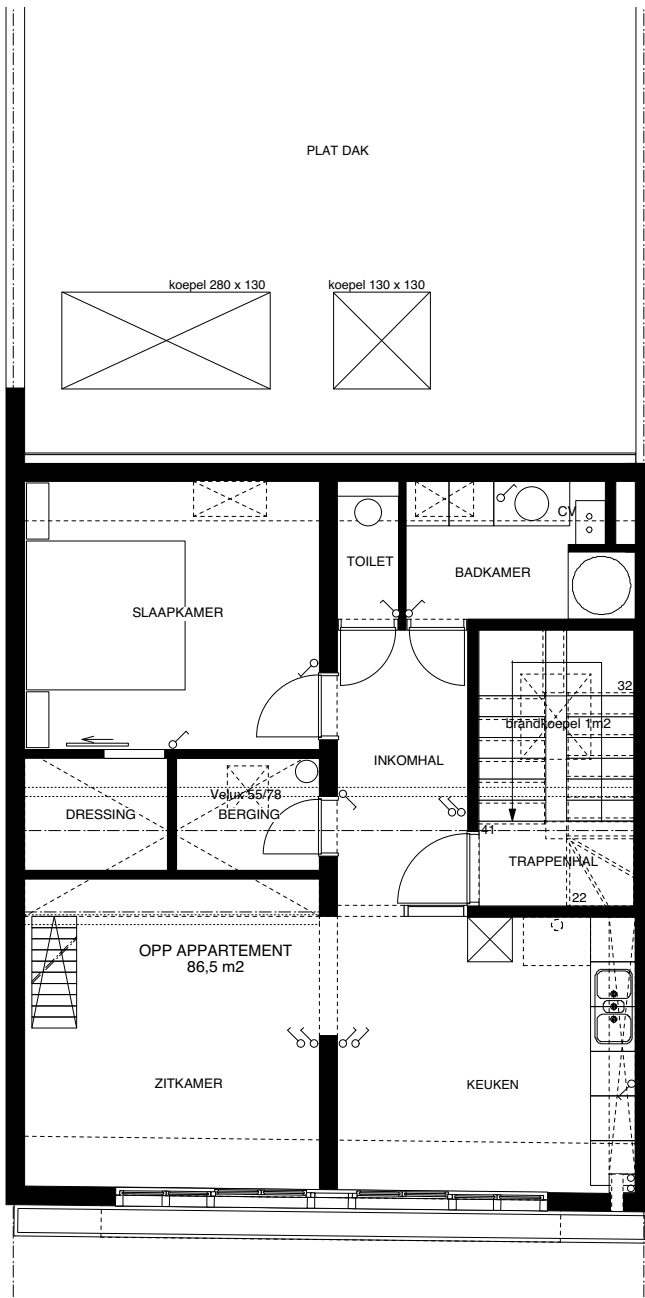 PLAT DAK
koepel 280 x 130
koepel 130 x 130
CV
TOILET
BADKAMER
SLAAPKAMER
32
brandkoepel 1m2
INKOMHAL
Velux 55/78
DRESSING
BERGING
41
TRAPPENHAL
22
OPP APPARTEMENT
86,5 m2
ZITKAMER
KEUKEN